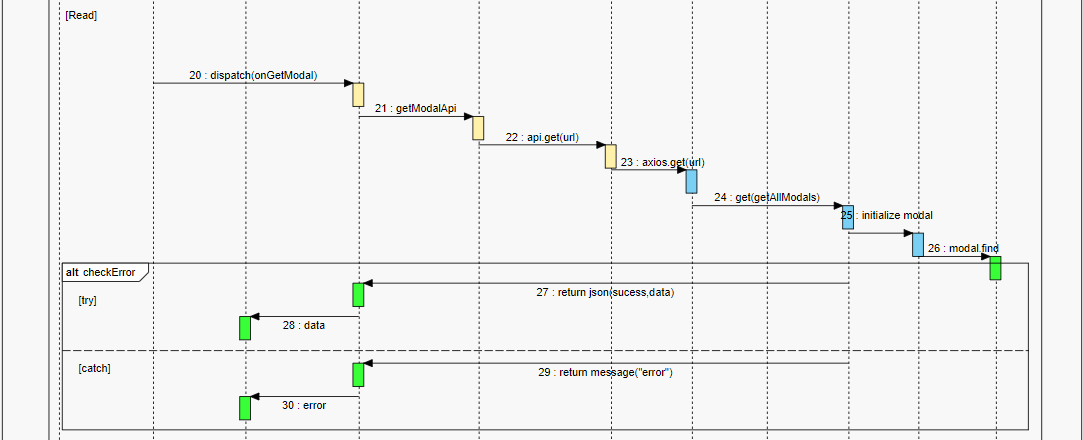 [Read]
20 : dispatch(onGetModal)
21 : getModalApi
22 : api.get(url)
23 : axios.get(url)
24 : get(getAllModals)
25 : initialize modal
26 : modal.find
alt checkError
[try]
27 : return json(sucess,data)
28 : data
[catch]
29 : return message("error")
30 : error